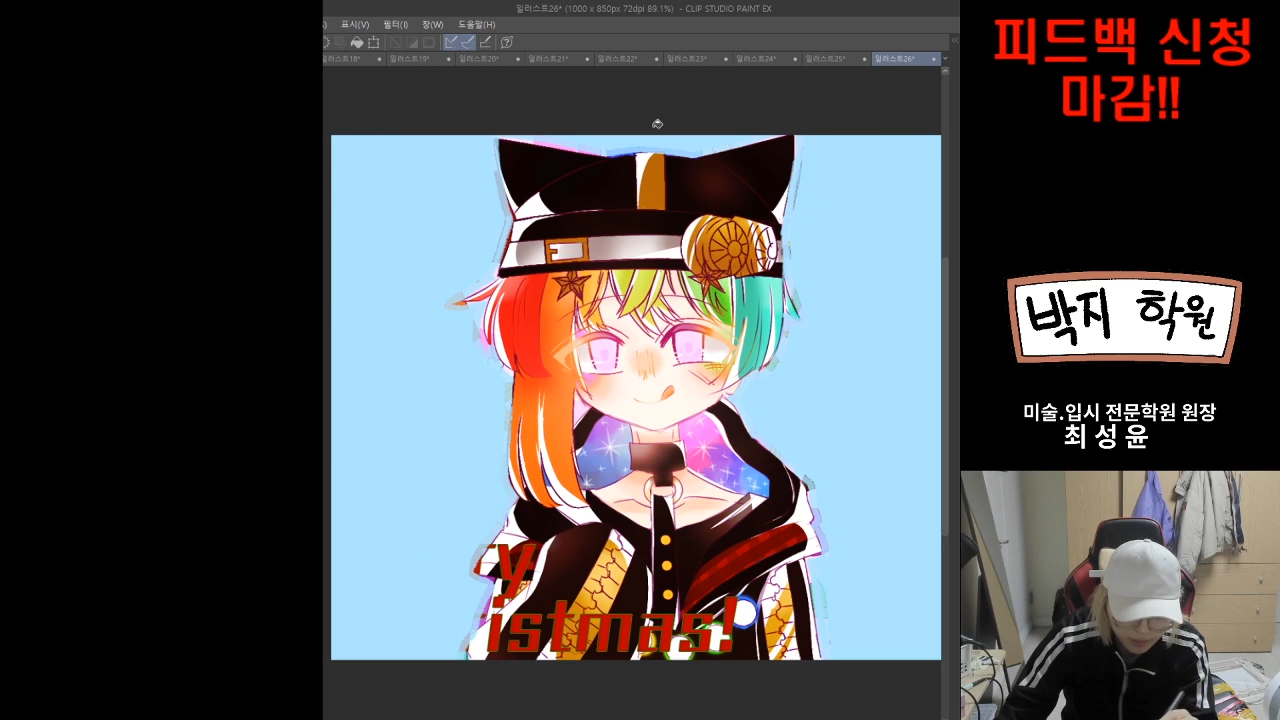 일러스트26* (1000 x 850px 72dpi 89.1%) - CLIP STUDIO PAINT EX
표시(V) 필터(I) 창(W) 도움말(H)
일러스트18* 일러스트19* 일러스트20* 일러스트21* 일러스트22* 일러스트23* 일러스트24* 일러스트25* 일러스트26*
피드백 신청
마감!!
박지 학원
미술.입시 전문학원 원장
최성윤
y
istmas!